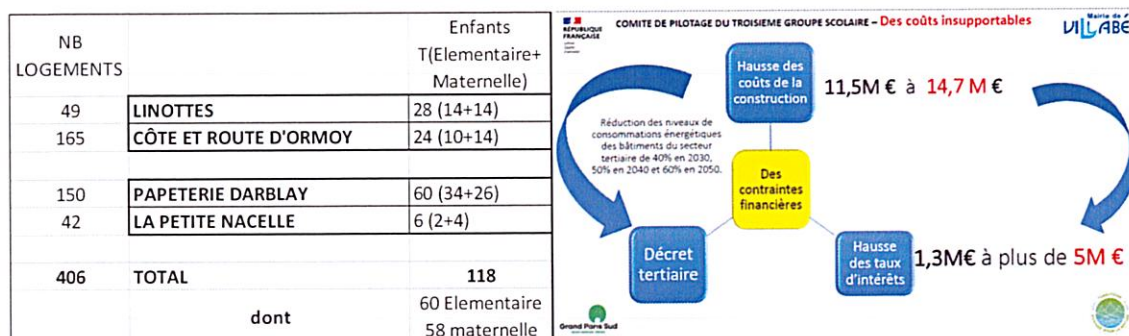 NB
LOGEMENTS
Enfants
T(Elementaire+
Maternelle)
49 LINOTTES 28 (14+14)
165 CÔTE ET ROUTE D'ORMOY 24 (10+14)
150 PAPETERIE DARBLAY 60 (34+26)
42 LA PETITE NACELLE 6 (2+4)
406 TOTAL 118
dont
60 Elementaire
58 maternelle
RÉPUBLIQUE
FRANÇAISE
COMITE DE PILOTAGE DU TROISIEME GROUPE SCOLAIRE – Des coûts insupportables
Mairie de
VILLABÉ
Hausse des
coûts de la
construction
11,5M € à 14,7 M €
Réduction des niveaux de
consommations énergétiques
des bâtiments du secteur
tertiaire de 40% en 2030,
50% en 2040 et 60% en 2050.
Des
contraintes
financières
Décret
tertiaire
Hausse
des taux
d'intérêts
1,3M€ à plus de 5M €
Grand Paris Sud